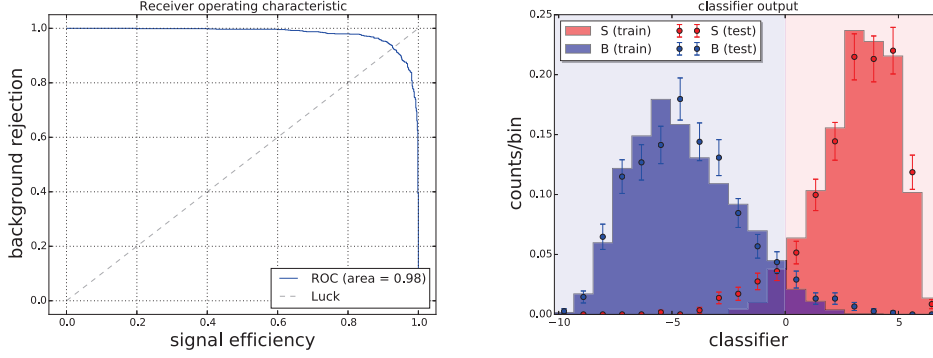 Receiver operating characteristic
1.0
0.8
0.6
0.4
0.2
0.0
background rejection
0.0 0.2 0.4 0.6 0.8 1.0
signal efficiency
ROC (area = 0.98)
Luck
classifier output
0.25
0.20
0.15
0.10
0.05
0.00
counts/bin
−10 −5 0 5
classifier
S (train) S (test)
B (train) B (test)